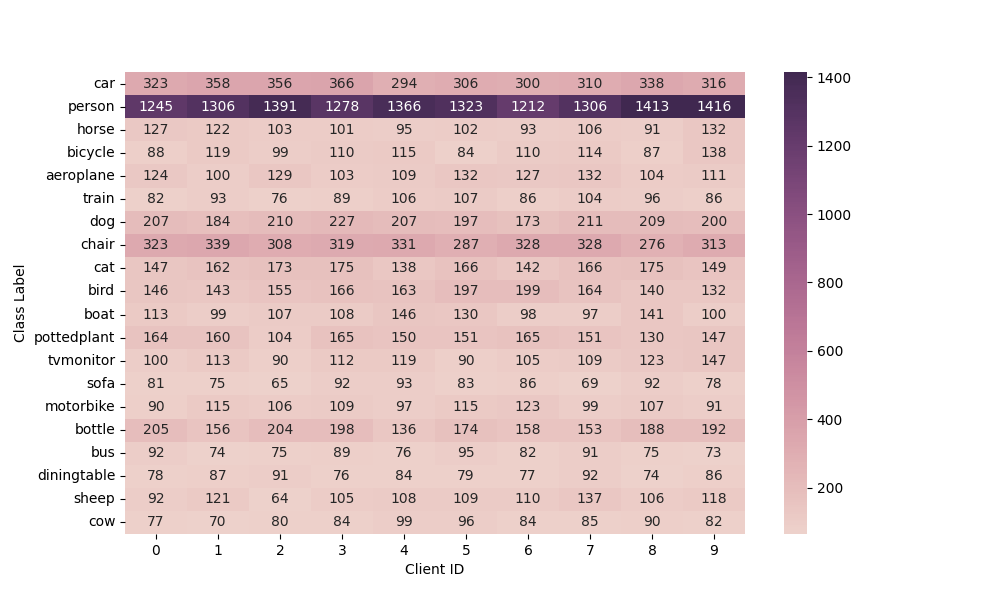 car 323 358 356 366 294 306 300 310 338 316
person 1245 1306 1391 1278 1366 1323 1212 1306 1413 1416
horse 127 122 103 101 95 102 93 106 91 132
bicycle 88 119 99 110 115 84 110 114 87 138
aeroplane 124 100 129 103 109 132 127 132 104 111
train 82 93 76 89 106 107 86 104 96 86
dog 207 184 210 227 207 197 173 211 209 200
chair 323 339 308 319 331 287 328 328 276 313
cat 147 162 173 175 138 166 142 166 175 149
bird 146 143 155 166 163 197 199 164 140 132
boat 113 99 107 108 146 130 98 97 141 100
pottedplant 164 160 104 165 150 151 165 151 130 147
tvmonitor 100 113 90 112 119 90 105 109 123 147
sofa 81 75 65 92 93 83 86 69 92 78
motorbike 90 115 106 109 97 115 123 99 107 91
bottle 205 156 204 198 136 174 158 153 188 192
bus 92 74 75 89 76 95 82 91 75 73
diningtable 78 87 91 76 84 79 77 92 74 86
sheep 92 121 64 105 108 109 110 137 106 118
cow 77 70 80 84 99 96 84 85 90 82
0 1 2 3 4 5 6 7 8 9
Client ID
Class Label
1400
1200
1000
800
600
400
200